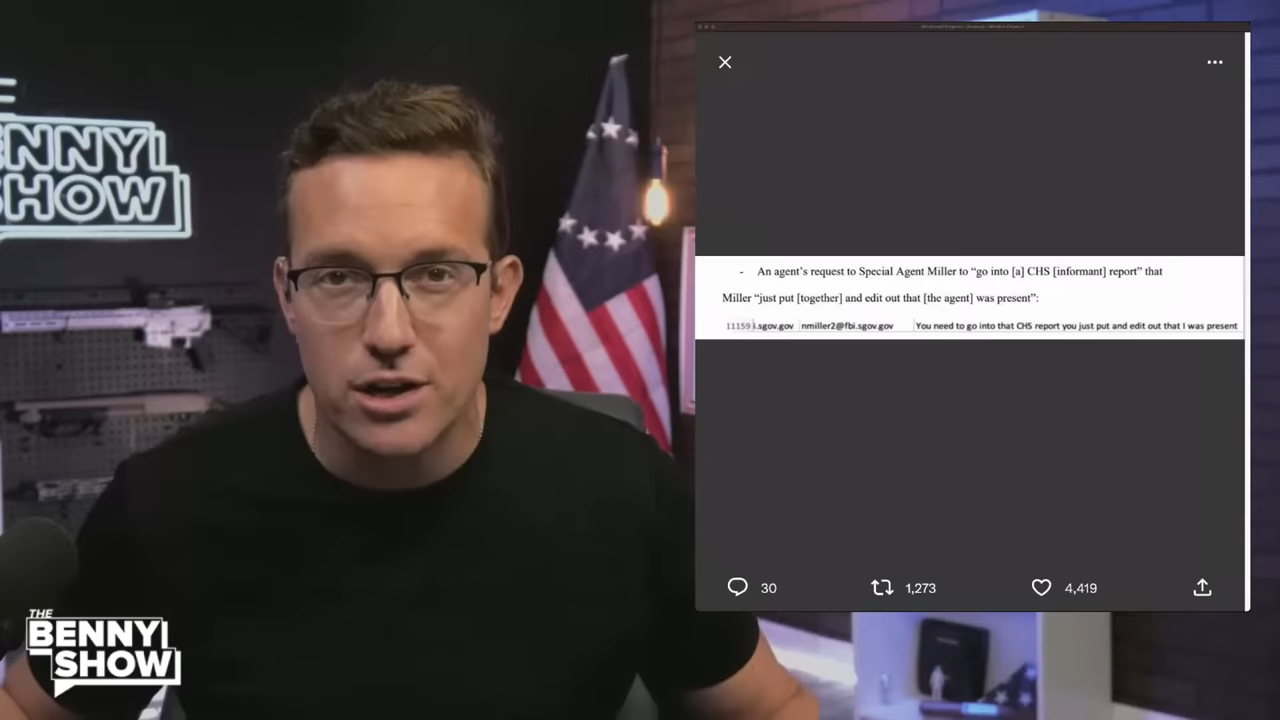 E
ENNY
SHOW
- An agent's request to Special Agent Miller to “go into [a] CHS [informant] report” that
Miller “just put [together] and edit out that [the agent] was present”:
11159 i.sgov.gov nmiller2@fbi.sgov.gov You need to go into that CHS report you just put and edit out that I was present
30 1,273 4,419
THE
BENNY
SHOW